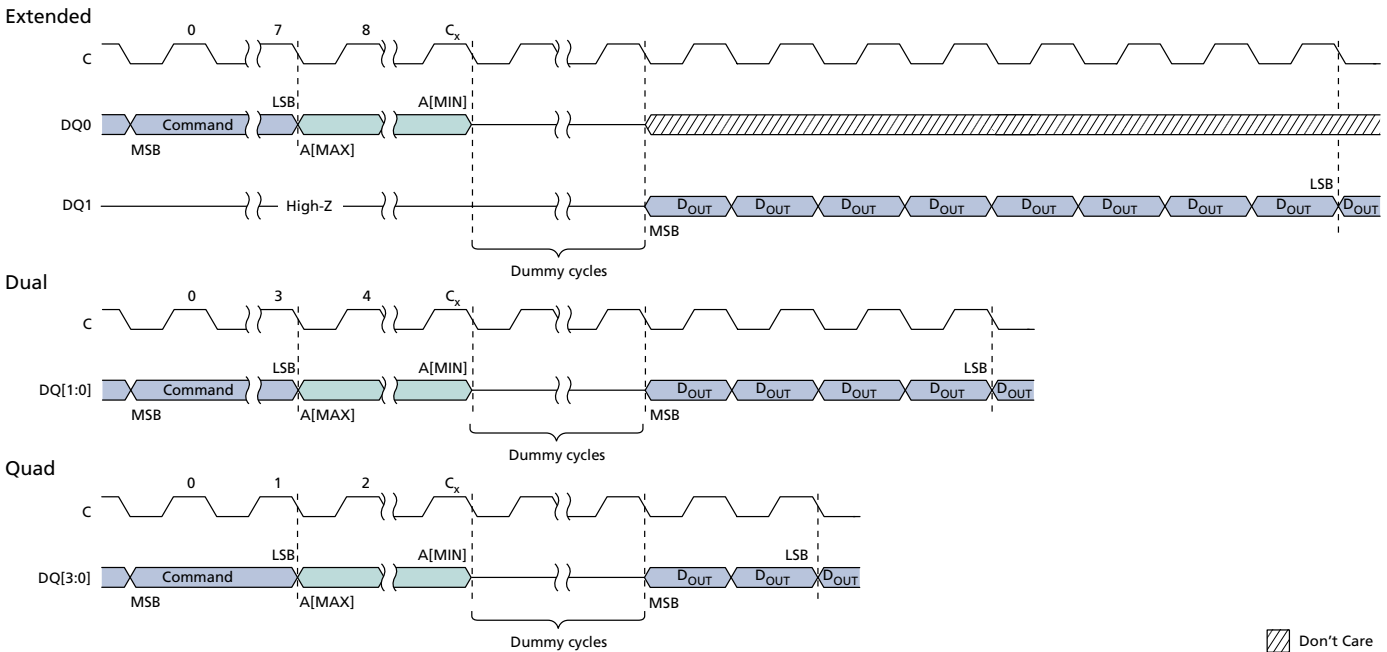 Extended
0 7 8 Cx
C
LSB A[MIN]
DQ0 Command
MSB A[MAX]
LSB
DQ1 High-Z DOUT DOUT DOUT DOUT DOUT DOUT DOUT DOUT DOUT
MSB
Dummy cycles
Dual
0 3 4 Cx
C
LSB A[MIN] LSB
DQ[1:0] Command DOUT DOUT DOUT DOUT DOUT
MSB A[MAX] MSB
Dummy cycles
Quad
0 1 2 Cx
C
LSB A[MIN] LSB
DQ[3:0] Command DOUT DOUT DOUT
MSB A[MAX] MSB
Dummy cycles
Don't Care